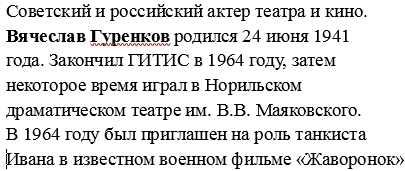 Советский и российский актер театра и кино.
Вячеслав Гуренков родился 24 июня 1941
года. Закончил ГИТИС в 1964 году, затем
некоторое время играл в Норильском
драматическом театре им. В.В. Маяковского.
В 1964 году был приглашен на роль танкиста
Ивана в известном военном фильме «Жаворонок»